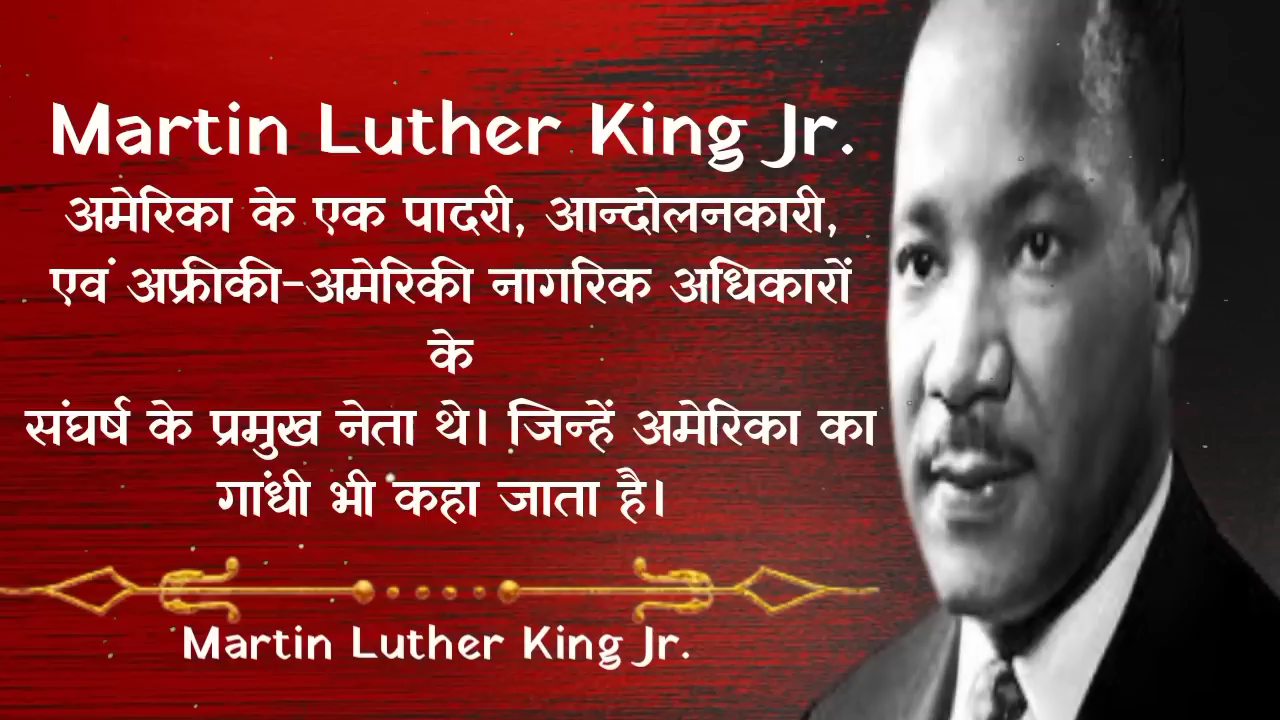 Martin Luther King Jr.
अमेरिका के एक पादरी, आन्दोलनकारी,
एवं अफ्रीकी-अमेरिकी नागरिक अधिकारों
के
संघर्ष के प्रमुख नेता थे। जिन्हें अमेरिका का
गांधी भी कहा जाता है।
Martin Luther King Jr.